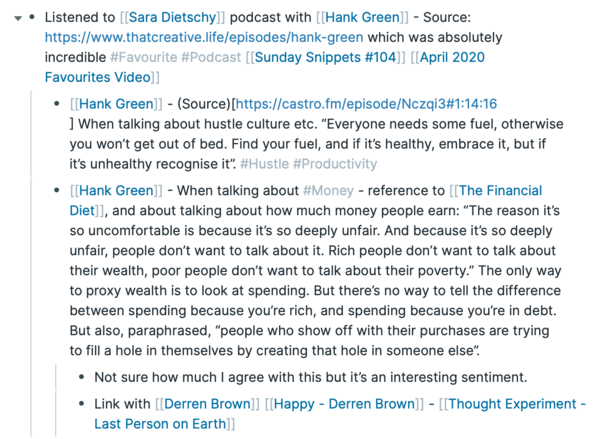 Listened to [[Sara Dietschy]] podcast with [[Hank Green]] - Source:
https://www.thatcreative.life/episodes/hank-green which was absolutely
incredible #Favourite #Podcast [[Sunday Snippets #104]] [[April 2020
Favourites Video]]
[[Hank Green]] - (Source)[https://castro.fm/episode/Nczqi3#1:14:16
] When talking about hustle culture etc. “Everyone needs some fuel, otherwise
you won’t get out of bed. Find your fuel, and if it’s healthy, embrace it, but if
it’s unhealthy recognise it”. #Hustle #Productivity
[[Hank Green]] - When talking about #Money - reference to [[The Financial
Diet]], and about talking about how much money people earn: “The reason it’s
so uncomfortable is because it’s so deeply unfair. And because it’s so deeply
unfair, people don’t want to talk about it. Rich people don’t want to talk about
their wealth, poor people don’t want to talk about their poverty.” The only way
to proxy wealth is to look at spending. But there’s no way to tell the difference
between spending because you’re rich, and spending because you’re in debt.
But also, paraphrased, “people who show off with their purchases are trying
to fill a hole in themselves by creating that hole in someone else”.
Not sure how much I agree with this but it’s an interesting sentiment.
Link with [[Derren Brown]] [[Happy - Derren Brown]] - [[Thought Experiment -
Last Person on Earth]]